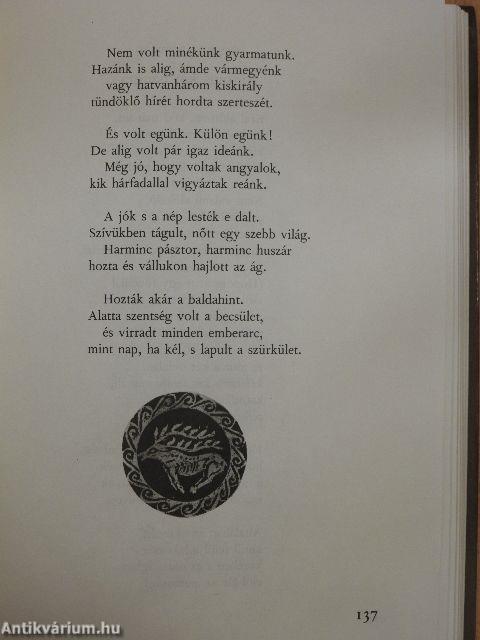 Nem volt minékünk gyarmatunk.
Hazánk is alig, ámde vármegyénk
vagy hatvanhárom kiskirály
tündöklő hírét hordta szerteszét.
És volt egünk. Külön egünk!
De alig volt pár igaz ideánk.
Még jó, hogy voltak angyalok,
kik hárfadallal vigyáztak reánk.
A jók s a nép lesték e dalt.
Szívükben tágult, nőtt egy szebb világ.
Harminc pásztor, harminc huszár
hozta és vállukon hajlott az ág.
Hozták akár a baldahint.
Alatta szentség volt a becsület,
és virradt minden emberarc,
mint nap, ha kél, s lapult a szürkület.
137
Antikvárium.hu